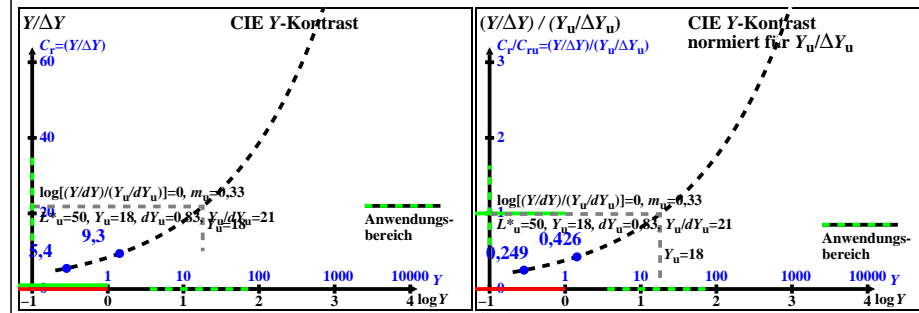 Y/ΔY
CIE Y-Kontrast
C_r=(Y/ΔY)
60
40
log[(Y/dY)/(Y_u/dY_u)]=0, m_u=0,33
20
L*_u=50, Y_u=18, dY_u=0,83, Y_u/dY_u=21
Y_u=18
9,3
5,4
Anwendungs-
bereich
0
1
10
100
1000
10000
Y
−1
0
1
2
3
4
log Y
(Y/ΔY) / (Y_u/ΔY_u)
CIE Y-Kontrast
normiert für Y_u/ΔY_u
C_r/C_ru=(Y/ΔY)/(Y_u/ΔY_u)
3
2
log[(Y/dY)/(Y_u/dY_u)]=0, m_u=0,33
1
L*_u=50, Y_u=18, dY_u=0,83, Y_u/dY_u=21
0,426
0,249
Y_u=18
Anwendungs-
bereich
0
1
10
100
1000
10000
Y
−1
0
1
2
3
4
log Y